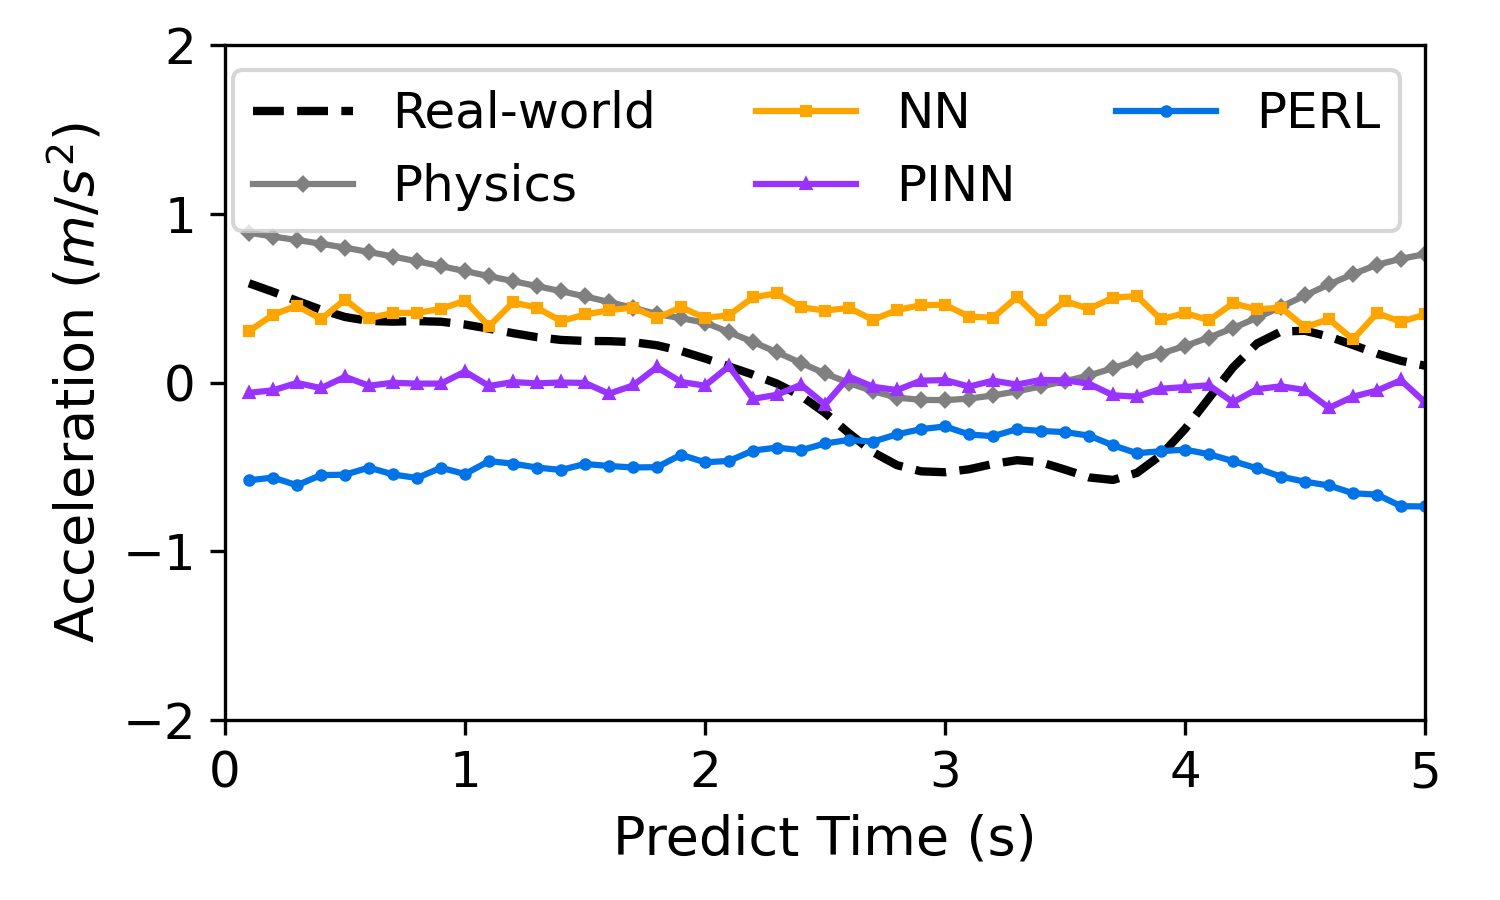 2
1
0
−1
−2
Acceleration (m/s²)
Real-world
Physics
NN
PINN
PERL
0 1 2 3 4 5
Predict Time (s)